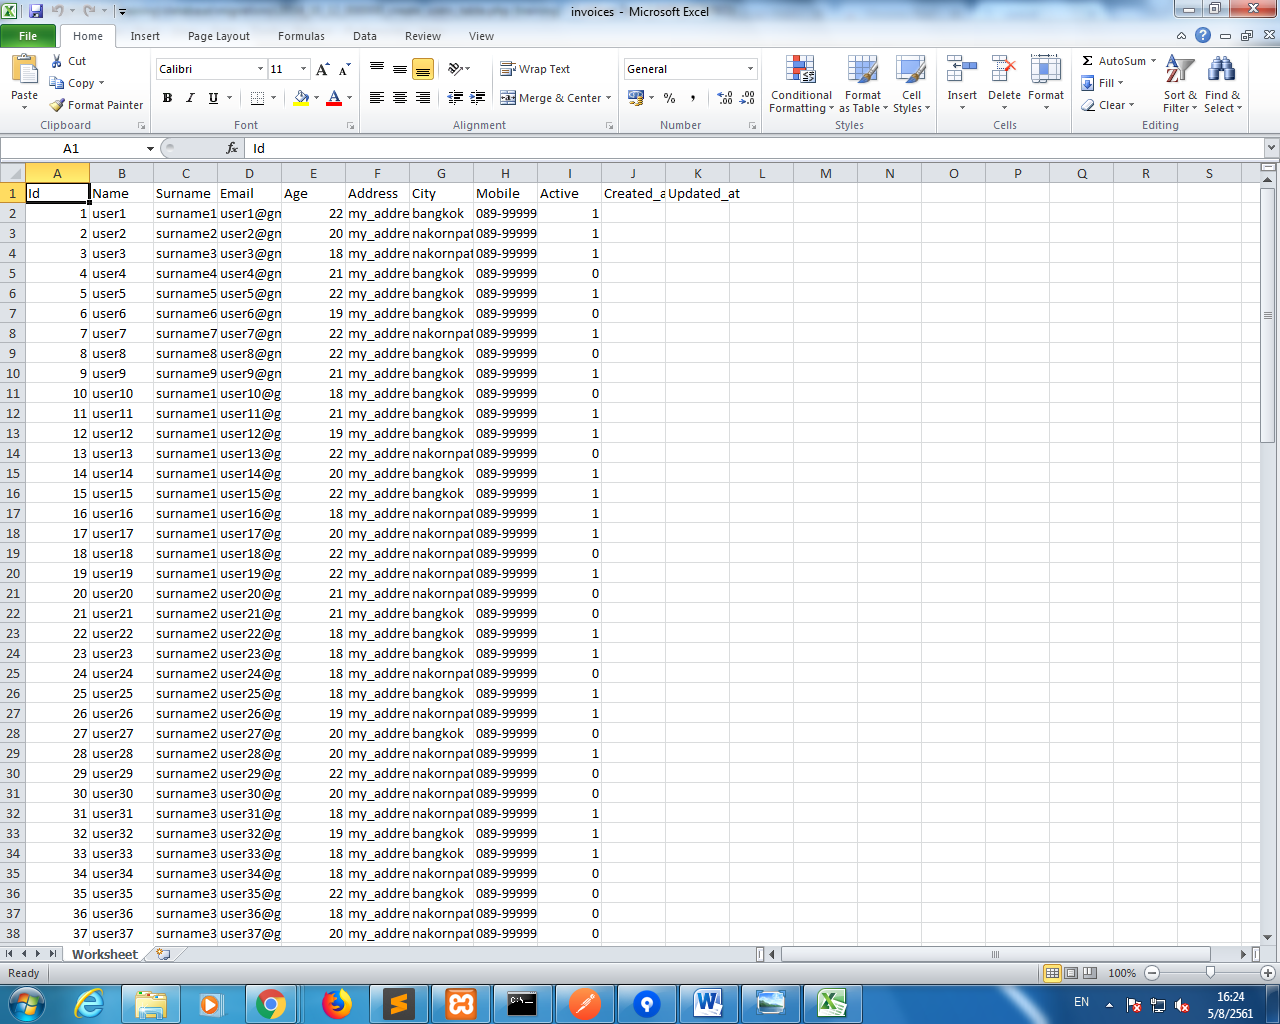 invoices - Microsoft Excel
File Home Insert Page Layout Formulas Data Review View
Paste Cut Copy Format Painter Clipboard
Calibri 11 B I U A A A Font
Wrap Text Merge & Center Alignment
General % , Number
Conditional Formatting Format as Table Cell Styles Styles
Insert Delete Format Cells
Σ AutoSum Fill Clear Sort & Filter Find & Select Editing
A1 fx Id
A B C D E F G H I J K L M N O P Q R S
1 Id Name Surname Email Age Address City Mobile Active Created_a Updated_at
2 1 user1 surname1 user1@gm 22 my_addre bangkok 089-99999 1
3 2 user2 surname2 user2@gm 20 my_addre nakornpat 089-99999 1
4 3 user3 surname3 user3@gm 18 my_addre nakornpat 089-99999 1
5 4 user4 surname4 user4@gm 21 my_addre bangkok 089-99999 0
6 5 user5 surname5 user5@gm 22 my_addre bangkok 089-99999 1
7 6 user6 surname6 user6@gm 19 my_addre bangkok 089-99999 0
8 7 user7 surname7 user7@gm 22 my_addre nakornpat 089-99999 1
9 8 user8 surname8 user8@gm 22 my_addre bangkok 089-99999 0
10 9 user9 surname9 user9@gm 21 my_addre bangkok 089-99999 1
11 10 user10 surname1 user10@g 18 my_addre bangkok 089-99999 0
12 11 user11 surname1 user11@g 21 my_addre bangkok 089-99999 1
13 12 user12 surname1 user12@g 19 my_addre bangkok 089-99999 1
14 13 user13 surname1 user13@g 22 my_addre nakornpat 089-99999 0
15 14 user14 surname1 user14@g 20 my_addre bangkok 089-99999 1
16 15 user15 surname1 user15@g 22 my_addre bangkok 089-99999 1
17 16 user16 surname1 user16@g 18 my_addre nakornpat 089-99999 1
18 17 user17 surname1 user17@g 20 my_addre nakornpat 089-99999 1
19 18 user18 surname1 user18@g 22 my_addre bangkok 089-99999 0
20 19 user19 surname1 user19@g 22 my_addre nakornpat 089-99999 1
21 20 user20 surname2 user20@g 21 my_addre nakornpat 089-99999 0
22 21 user21 surname2 user21@g 21 my_addre bangkok 089-99999 0
23 22 user22 surname2 user22@g 18 my_addre bangkok 089-99999 1
24 23 user23 surname2 user23@g 18 my_addre bangkok 089-99999 1
25 24 user24 surname2 user24@g 18 my_addre nakornpat 089-99999 0
26 25 user25 surname2 user25@g 18 my_addre bangkok 089-99999 1
27 26 user26 surname2 user26@g 19 my_addre nakornpat 089-99999 1
28 27 user27 surname2 user27@g 20 my_addre bangkok 089-99999 0
29 28 user28 surname2 user28@g 20 my_addre nakornpat 089-99999 1
30 29 user29 surname2 user29@g 22 my_addre bangkok 089-99999 0
31 30 user30 surname3 user30@g 20 my_addre nakornpat 089-99999 0
32 31 user31 surname3 user31@g 18 my_addre nakornpat 089-99999 1
33 32 user32 surname3 user32@g 19 my_addre bangkok 089-99999 1
34 33 user33 surname3 user33@g 18 my_addre bangkok 089-99999 1
35 34 user34 surname3 user34@g 18 my_addre nakornpat 089-99999 0
36 35 user35 surname3 user35@g 22 my_addre bangkok 089-99999 0
37 36 user36 surname3 user36@g 18 my_addre nakornpat 089-99999 0
38 37 user37 surname3 user37@g 20 my_addre nakornpat 089-99999 0
Worksheet
Ready 100%
EN 16:24
5/8/2561